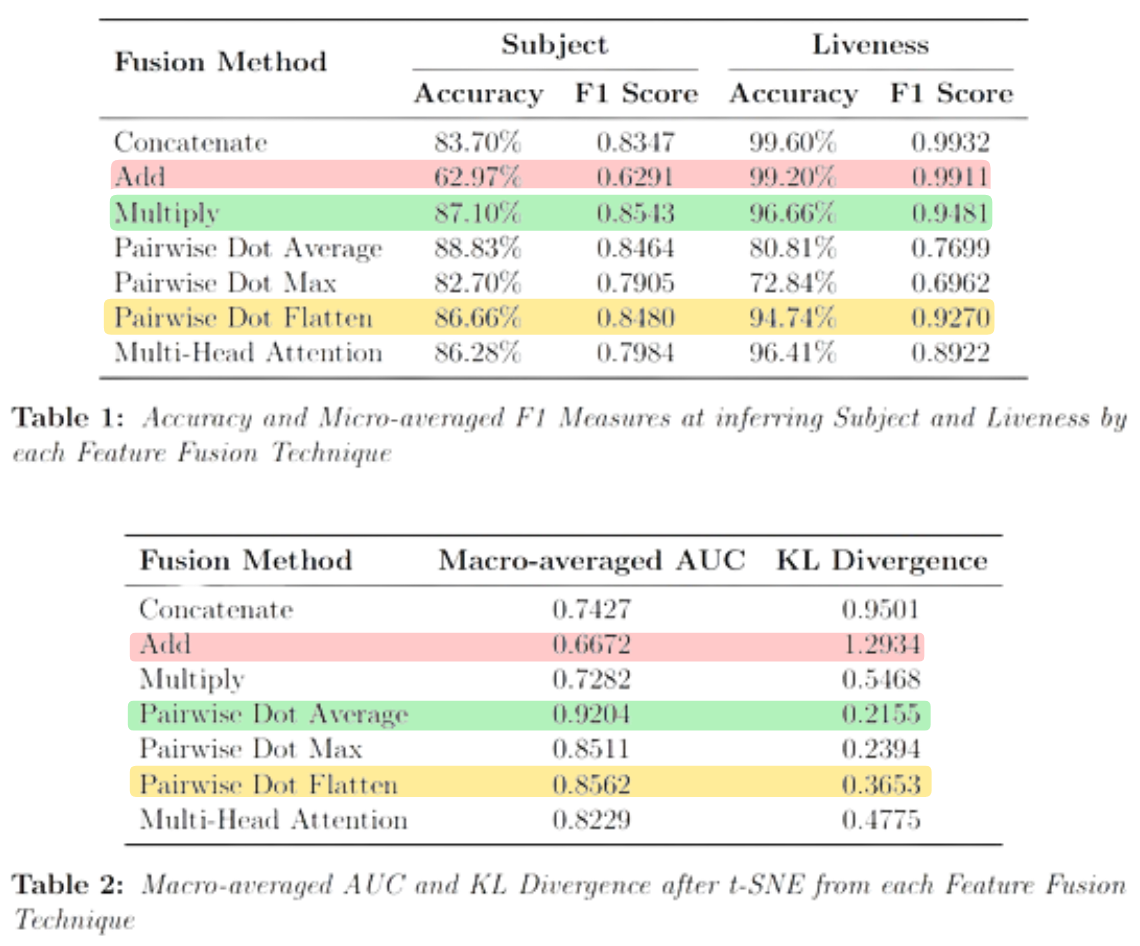 Fusion Method Subject Liveness
Accuracy F1 Score Accuracy F1 Score
Concatenate 83.70% 0.8347 99.60% 0.9932
Add 62.97% 0.6291 99.20% 0.9911
Multiply 87.10% 0.8543 96.66% 0.9481
Pairwise Dot Average 88.83% 0.8464 80.81% 0.7699
Pairwise Dot Max 82.70% 0.7905 72.84% 0.6962
Pairwise Dot Flatten 86.66% 0.8480 94.74% 0.9270
Multi-Head Attention 86.28% 0.7984 96.41% 0.8922
Table 1: Accuracy and Micro-averaged F1 Measures at inferring Subject and Liveness by
each Feature Fusion Technique
Fusion Method Macro-averaged AUC KL Divergence
Concatenate 0.7427 0.9501
Add 0.6672 1.2934
Multiply 0.7282 0.5468
Pairwise Dot Average 0.9204 0.2155
Pairwise Dot Max 0.8511 0.2394
Pairwise Dot Flatten 0.8562 0.3653
Multi-Head Attention 0.8229 0.4775
Table 2: Macro-averaged AUC and KL Divergence after t-SNE from each Feature Fusion
Technique